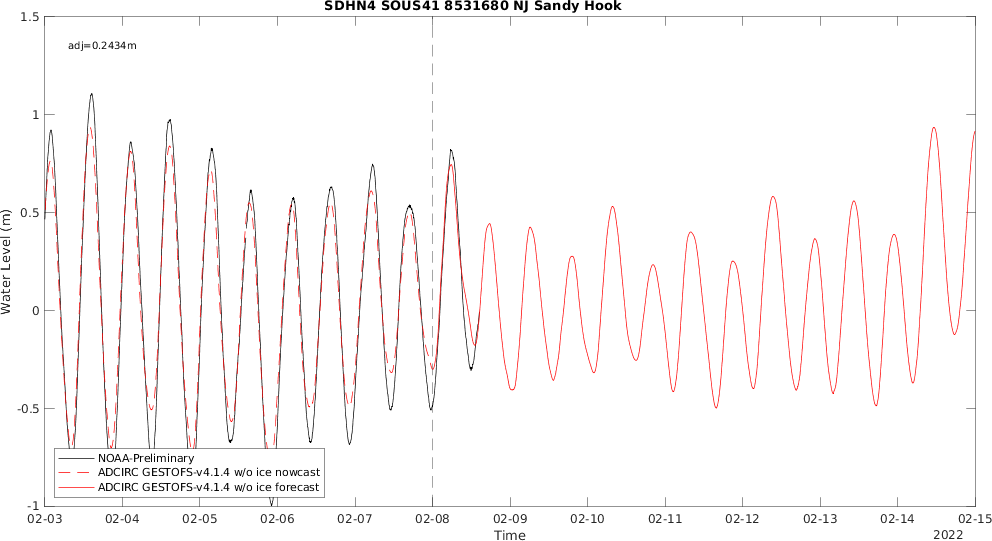 SDHN4 SOUS41 8531680 NJ Sandy Hook
adj=0.2434m
Water Level (m)
1.5
1
0.5
0
-0.5
-1
NOAA-Preliminary
ADCIRC GESTOFS-v4.1.4 w/o ice nowcast
ADCIRC GESTOFS-v4.1.4 w/o ice forecast
02-03 02-04 02-05 02-06 02-07 02-08 02-09 02-10 02-11 02-12 02-13 02-14 02-15
Time
2022